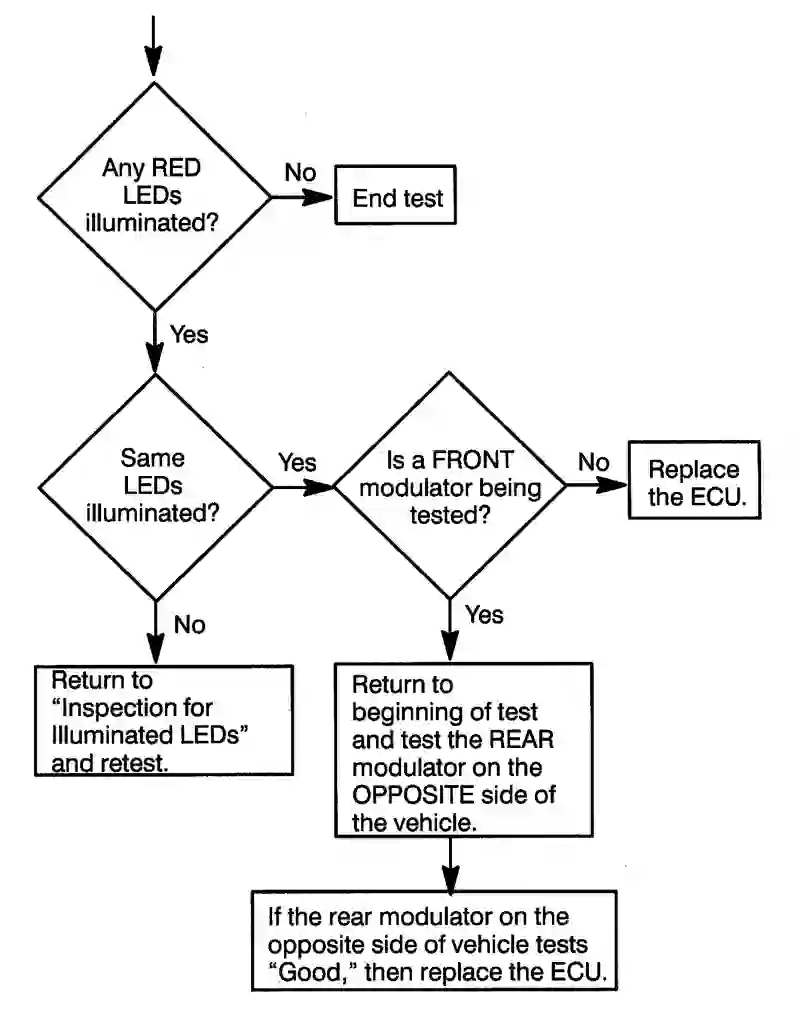 Any RED
LEDs
illuminated?
No
End test
Yes
Same
LEDs
illuminated?
Yes
Is a FRONT
modulator being
tested?
No
Replace
the ECU.
No
Yes
Return to
“Inspection for
Illuminated LEDs”
and retest.
Return to
beginning of test
and test the REAR
modulator on the
OPPOSITE side of
the vehicle.
If the rear modulator on the
opposite side of vehicle tests
“Good,” then replace the ECU.